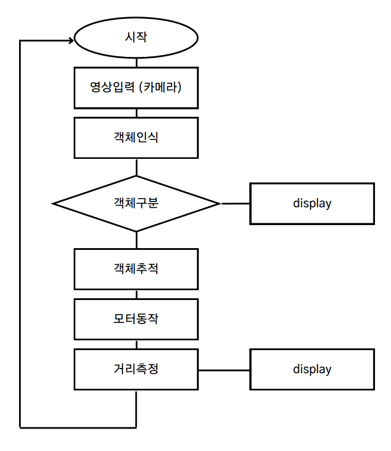 시작
영상입력 (카메라)
객체인식
객체구분
display
객체추적
모터동작
거리측정
display